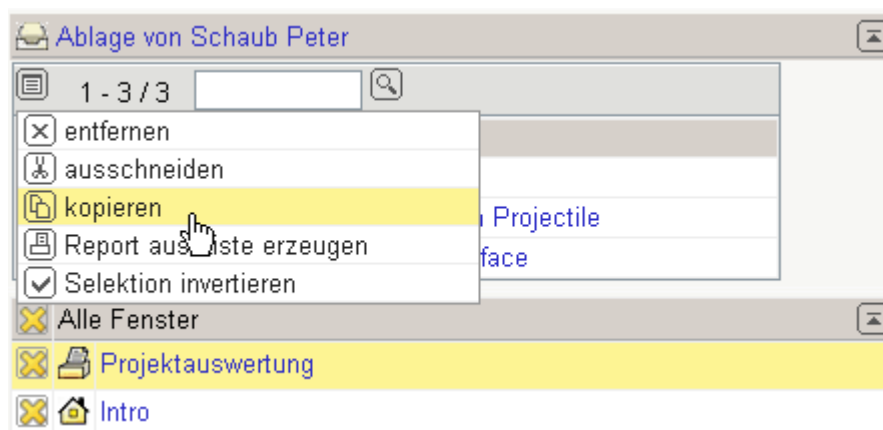 Ablage von Schaub Peter
1 - 3 / 3
entfernen
ausschneiden
kopieren
Projectile
Report aus iste erzeugen
face
Selektion invertieren
Alle Fenster
Projektauswertung
Intro